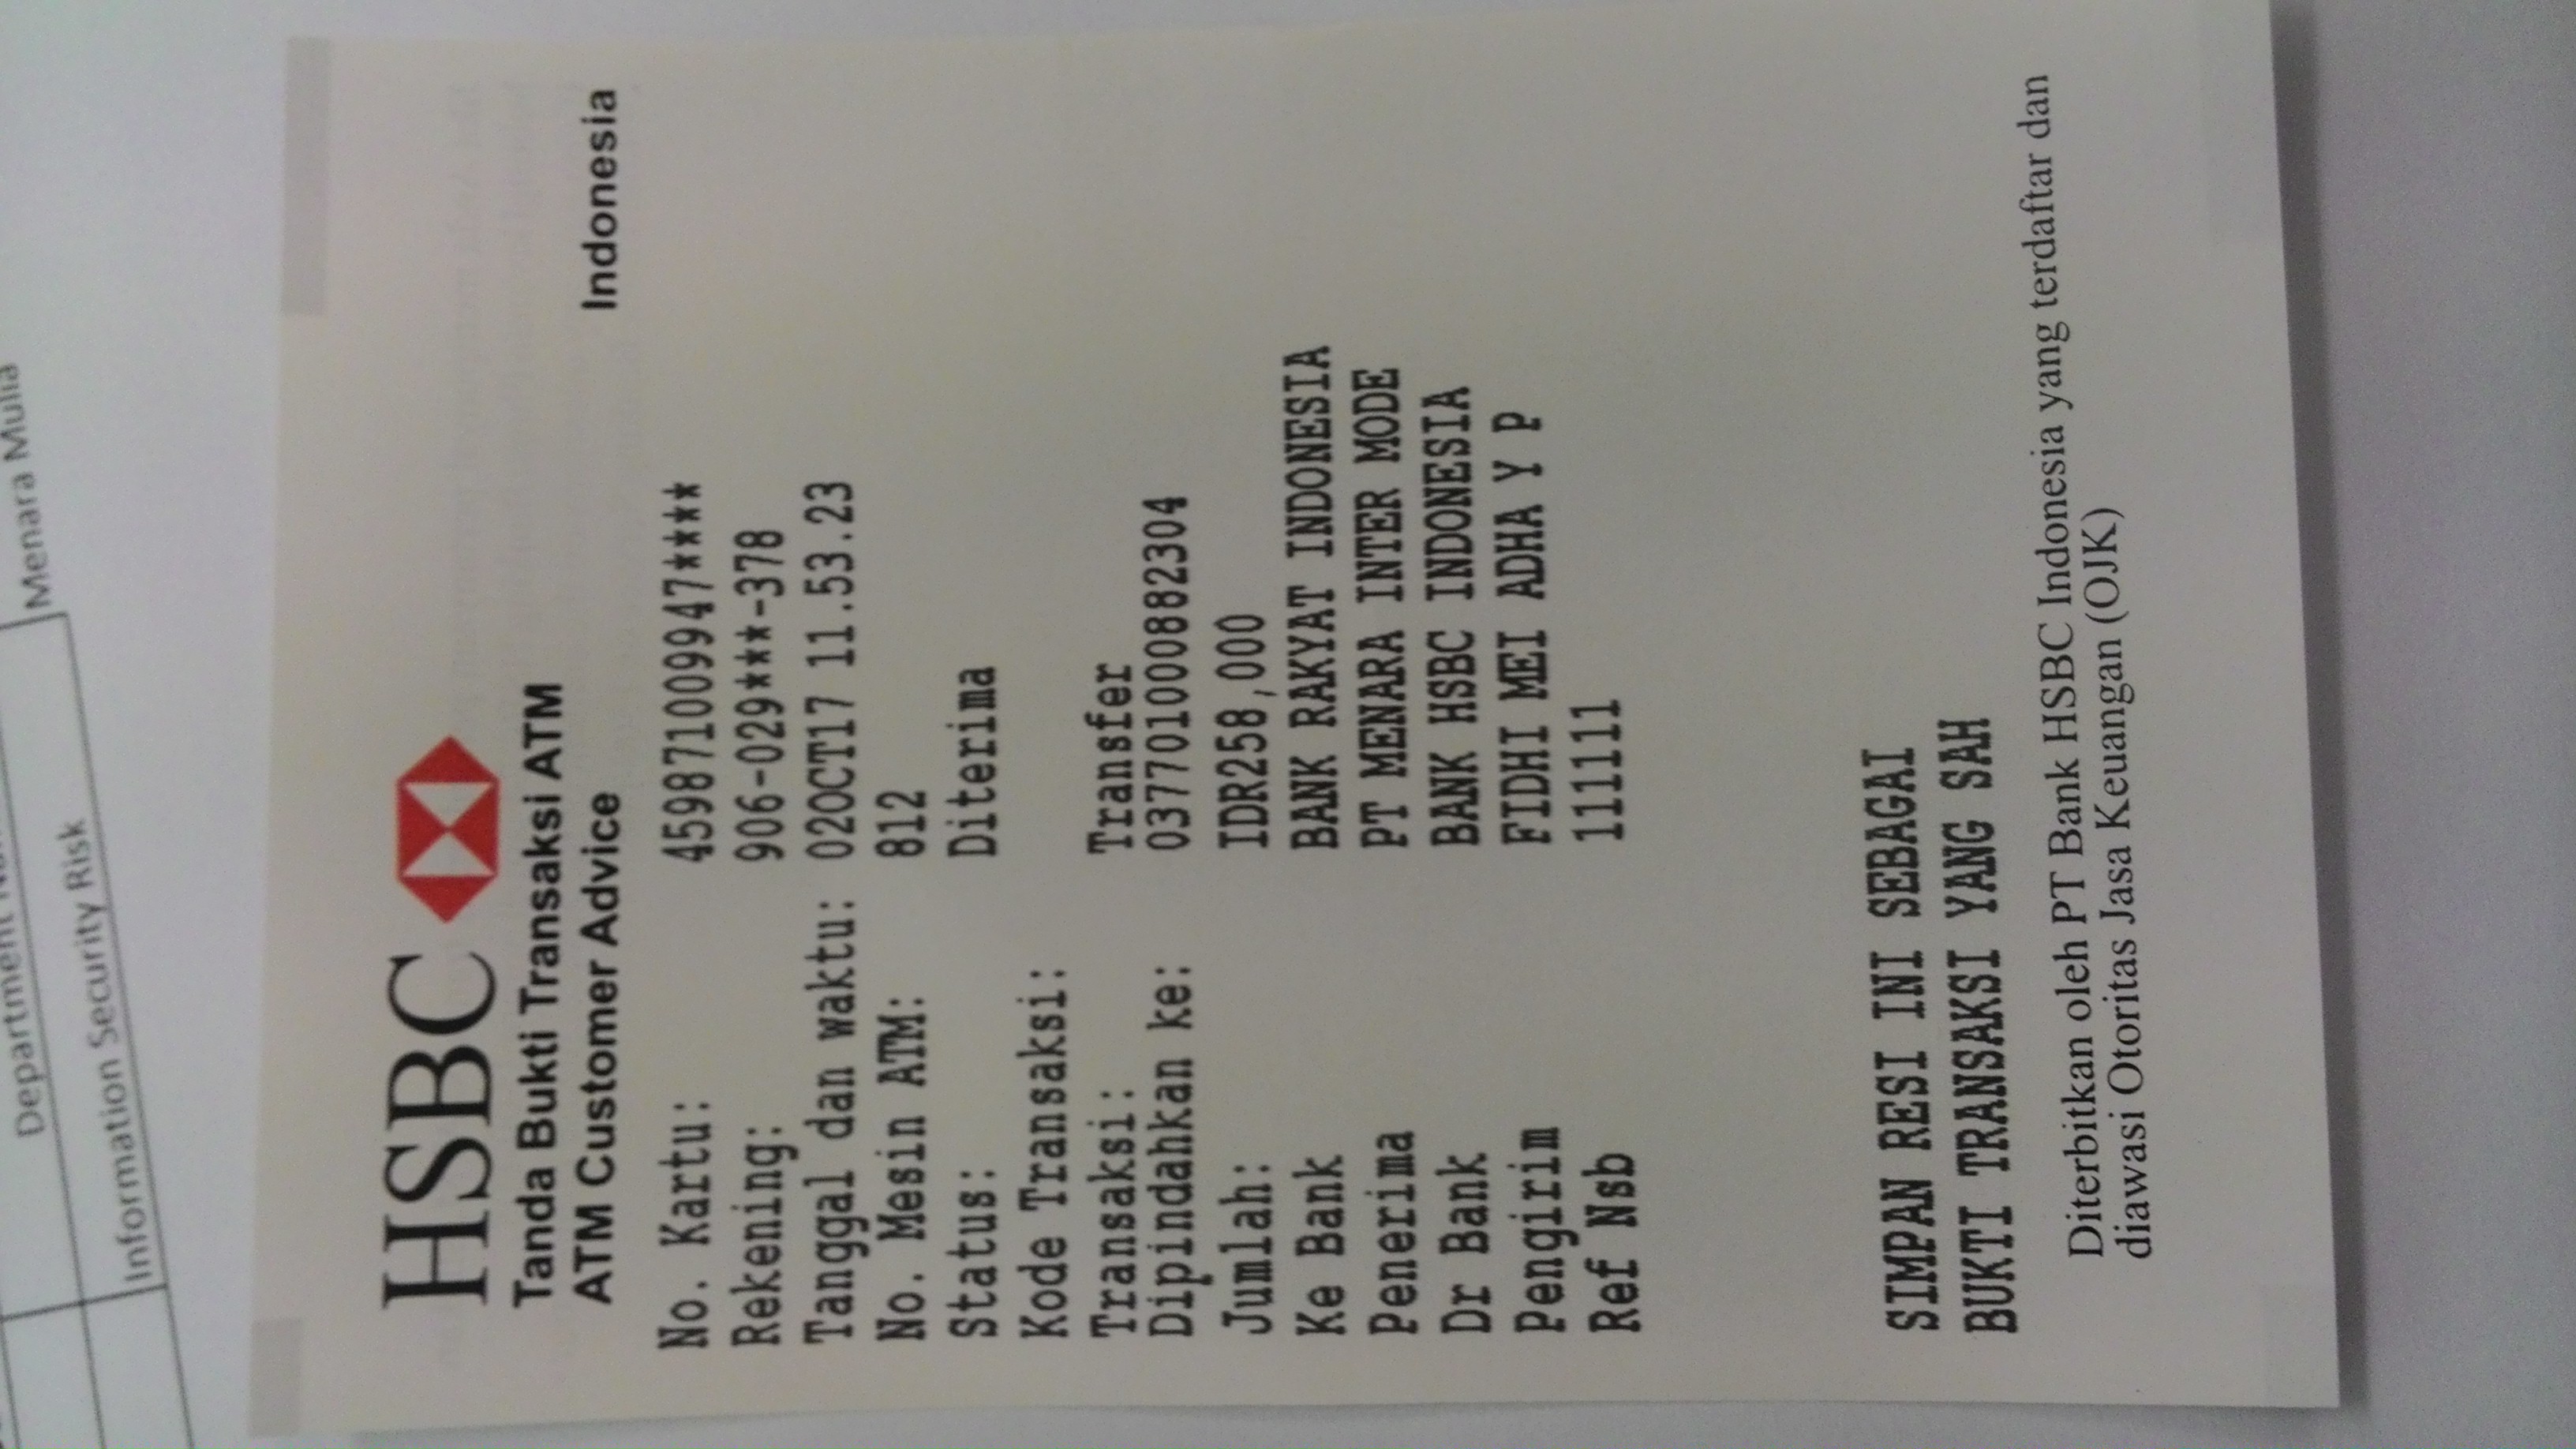 Department
Menara Mulia
Information Security Risk
HSBC
Tanda Bukti Transaksi ATM
ATM Customer Advice Indonesia
No. Kartu: 459871009947****
Rekening: 906-029***-378
Tanggal dan waktu: 02OCT17 11.53.23
No. Mesin ATM: 812
Status: Diterima
Kode Transaksi:
Transaksi: Transfer
Dipindahkan ke: 037701000882304
Jumlah: IDR258,000
Ke Bank BANK RAKYAT INDONESIA
Penerima PT MENARA INTER MODE
Dr Bank BANK HSBC INDONESIA
Pengirim FIDHI MEI ADHA Y P
Ref Nsb 111111
SIMPAN RESI INI SEBAGAI
BUKTI TRANSAKSI YANG SAH
Diterbitkan oleh PT Bank HSBC Indonesia yang terdaftar dan
diawasi Otoritas Jasa Keuangan (OJK)